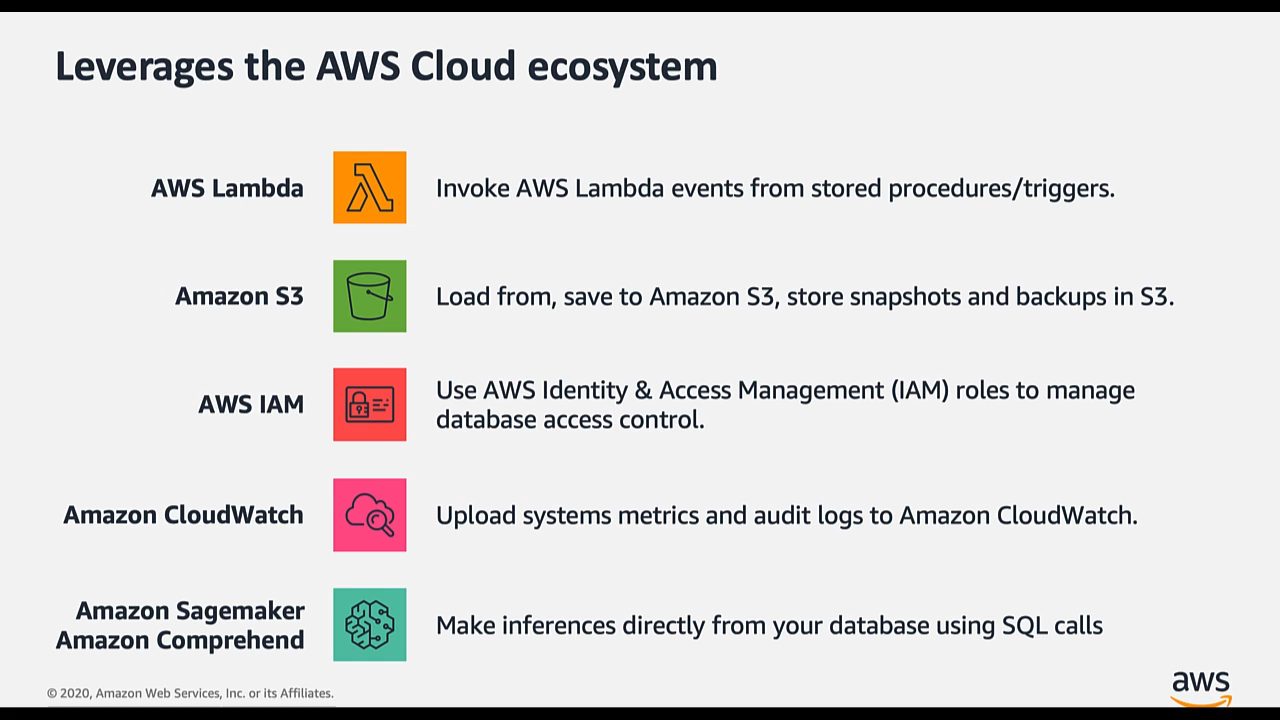 Leverages the AWS Cloud ecosystem
AWS Lambda
Invoke AWS Lambda events from stored procedures/triggers.
Amazon S3
Load from, save to Amazon S3, store snapshots and backups in S3.
AWS IAM
Use AWS Identity & Access Management (IAM) roles to manage
database access control.
Amazon CloudWatch
Upload systems metrics and audit logs to Amazon CloudWatch.
Amazon Sagemaker
Amazon Comprehend
Make inferences directly from your database using SQL calls
© 2020, Amazon Web Services, Inc. or its Affiliates.
aws